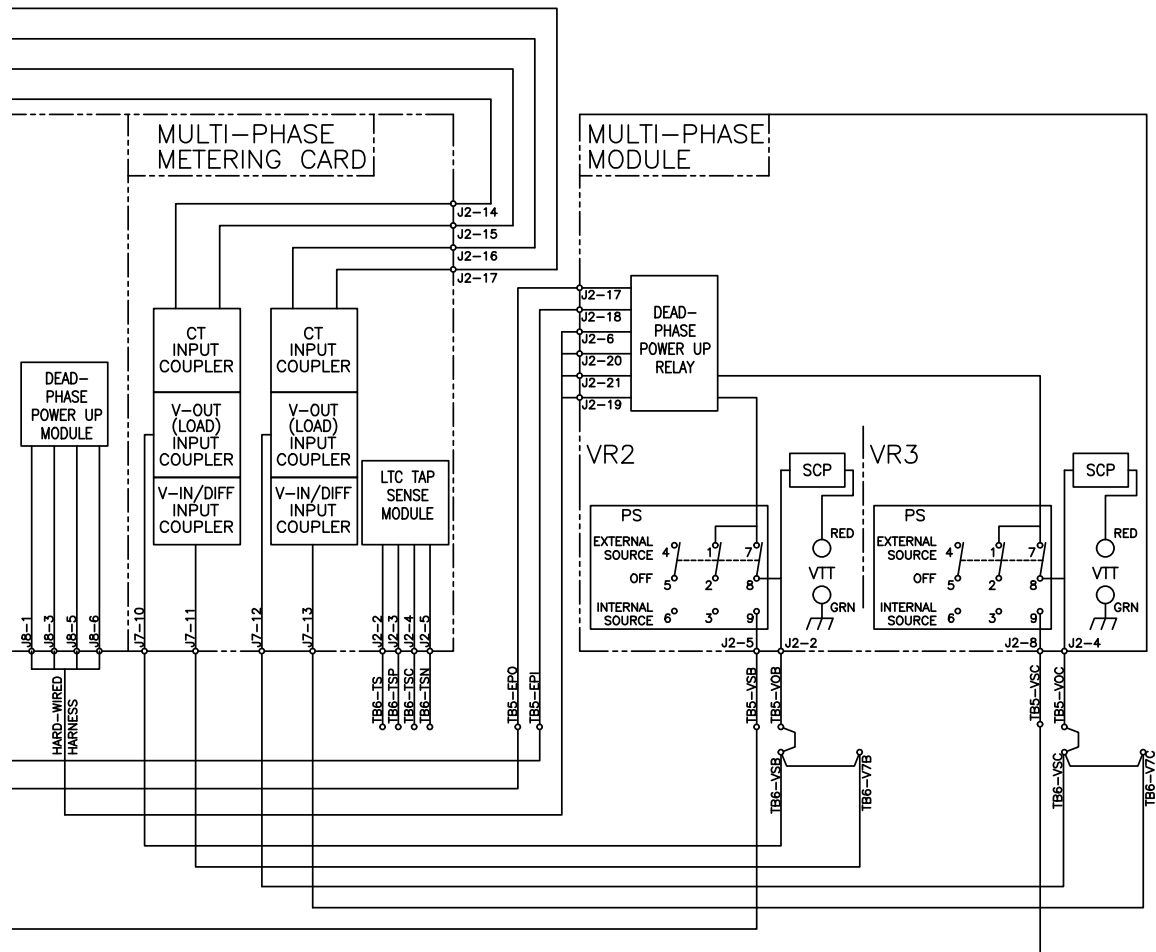 MULTI-PHASE
METERING CARD
J2-14
J2-15
J2-16
J2-17
CT
INPUT
COUPLER
V-OUT
(LOAD)
INPUT
COUPLER
V-IN/DIFF
INPUT
COUPLER
CT
INPUT
COUPLER
V-OUT
(LOAD)
INPUT
COUPLER
V-IN/DIFF
INPUT
COUPLER
DEAD-
PHASE
POWER UP
MODULE
LTC TAP
SENSE
MODULE
J8-1
J8-3
J8-5
J8-6
J7-10
J7-11
J7-12
J7-13
J2-2
J2-3
J2-4
J2-5
HARD-WIRED
HARNESS
TB6-TS
TB6-TSP
TB6-TSC
TB6-TSN
TB5-EPO
TB5-EPI
MULTI-PHASE
MODULE
J2-17
J2-18
J2-6
J2-20
J2-21
J2-19
DEAD-
PHASE
POWER UP
RELAY
VR2
SCP
PS
RED
EXTERNAL
SOURCE
4 1 7
VTT
OFF
5 2 8
GRN
INTERNAL
SOURCE
6 3 9
J2-5
J2-2
VR3
SCP
PS
RED
EXTERNAL
SOURCE
4 1 7
VTT
OFF
5 2 8
GRN
INTERNAL
SOURCE
6 3 9
J2-8
J2-4
TB5-VSB
TB5-VOB
TB6-VSB
TB6-V7B
TB5-VSC
TB5-VOC
TB6-VSC
TB6-V7C